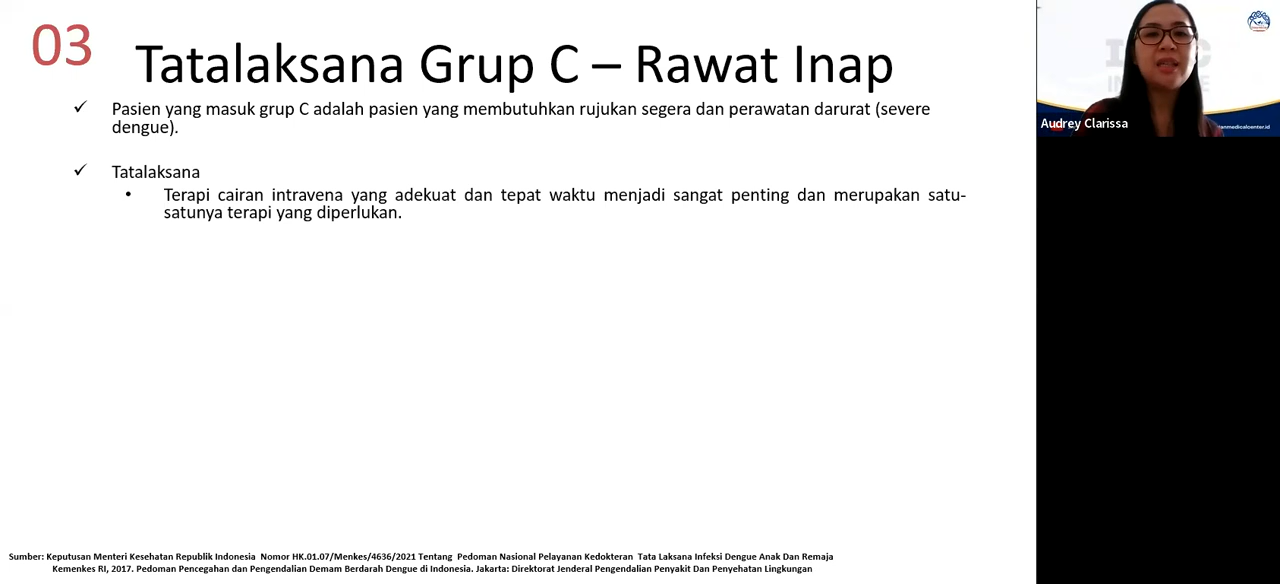 03
Tatalaksana Grup C – Rawat Inap
✓ Pasien yang masuk grup C adalah pasien yang membutuhkan rujukan segera dan perawatan darurat (severe
dengue).
✓ Tatalaksana
• Terapi cairan intravena yang adekuat dan tepat waktu menjadi sangat penting dan merupakan satu-
satunya terapi yang diperlukan.
Audrey Clarissa
Sumber: Keputusan Menteri Kesehatan Republik Indonesia Nomor HK.01.07/Menkes/4636/2021 Tentang Pedoman Nasional Pelayanan Kedokteran Tata Laksana Infeksi Dengue Anak Dan Remaja
Kemenkes RI, 2017. Pedoman Pencegahan dan Pengendalian Demam Berdarah Dengue di Indonesia. Jakarta: Direktorat Jenderal Pengendalian Penyakit Dan Penyehatan Lingkungan